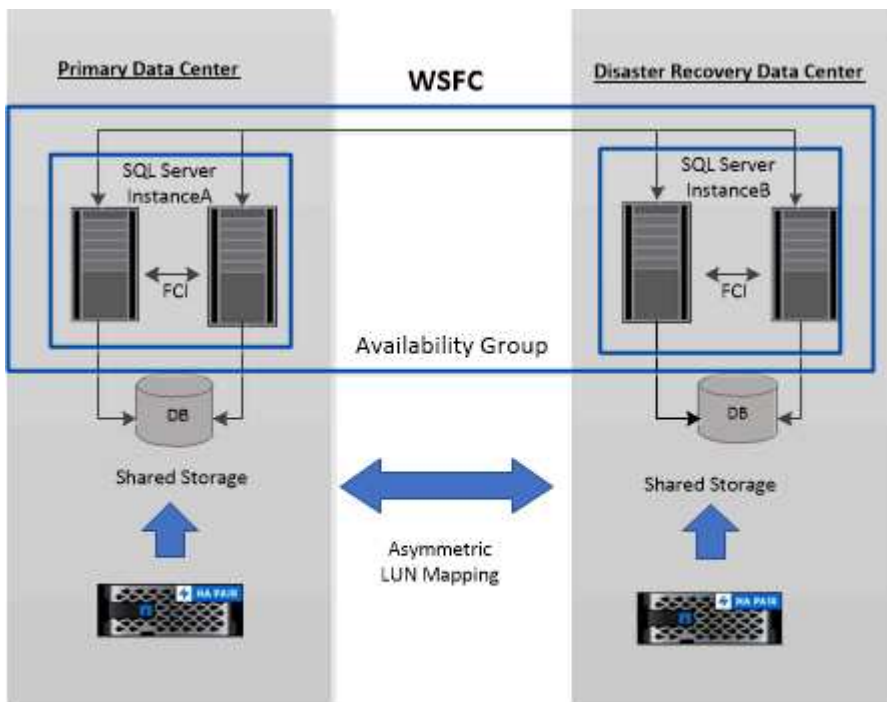 Primary Data Center
WSFC
Disaster Recovery Data Center
SQL Server
InstanceA
FCI
SQL Server
InstanceB
FCI
Availability Group
DB
Shared Storage
DB
Shared Storage
Asymmetric
LUN Mapping
HA PAIR
HA PAIR